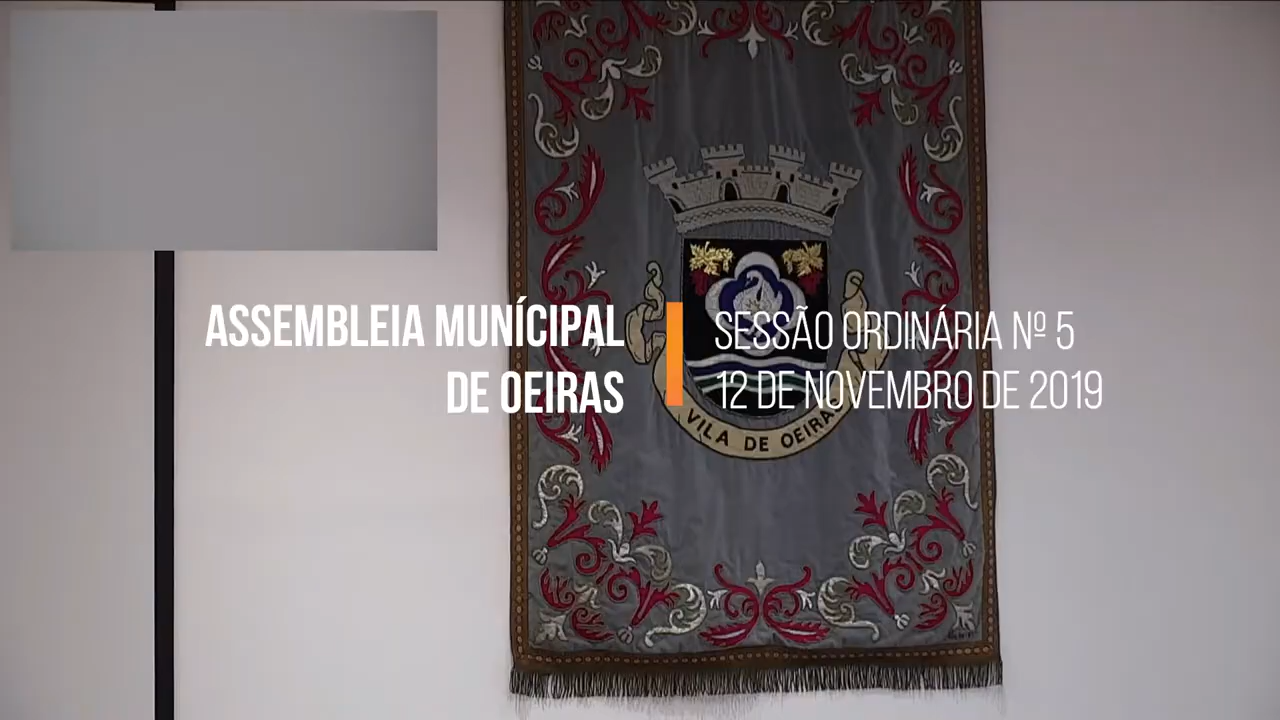 ASSEMBLEIA MUNÍCIPAL
DE OEIRAS
SESSÃO ORDINÁRIA Nº 5
12 DE NOVEMBRO DE 2019
VILA DE OEIRAS